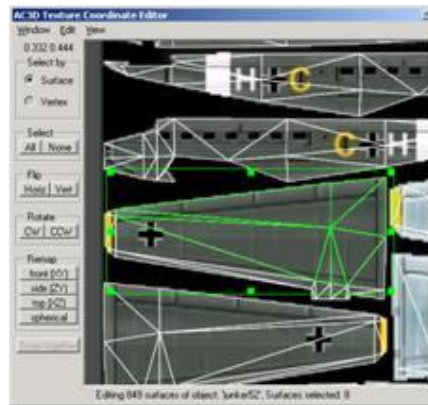 AC3D Texture Coordinate Editor
Window Edit View
0.332 0.444
Select by
Surface
Vertex
Select
All None
Flip
Horiz Vert
Rotate
CW CCW
Remap
front (XY)
side (ZY)
top (XZ)
spherical
H C
C H
Editing 849 surfaces of object: 'junker52', Surfaces selected: 8